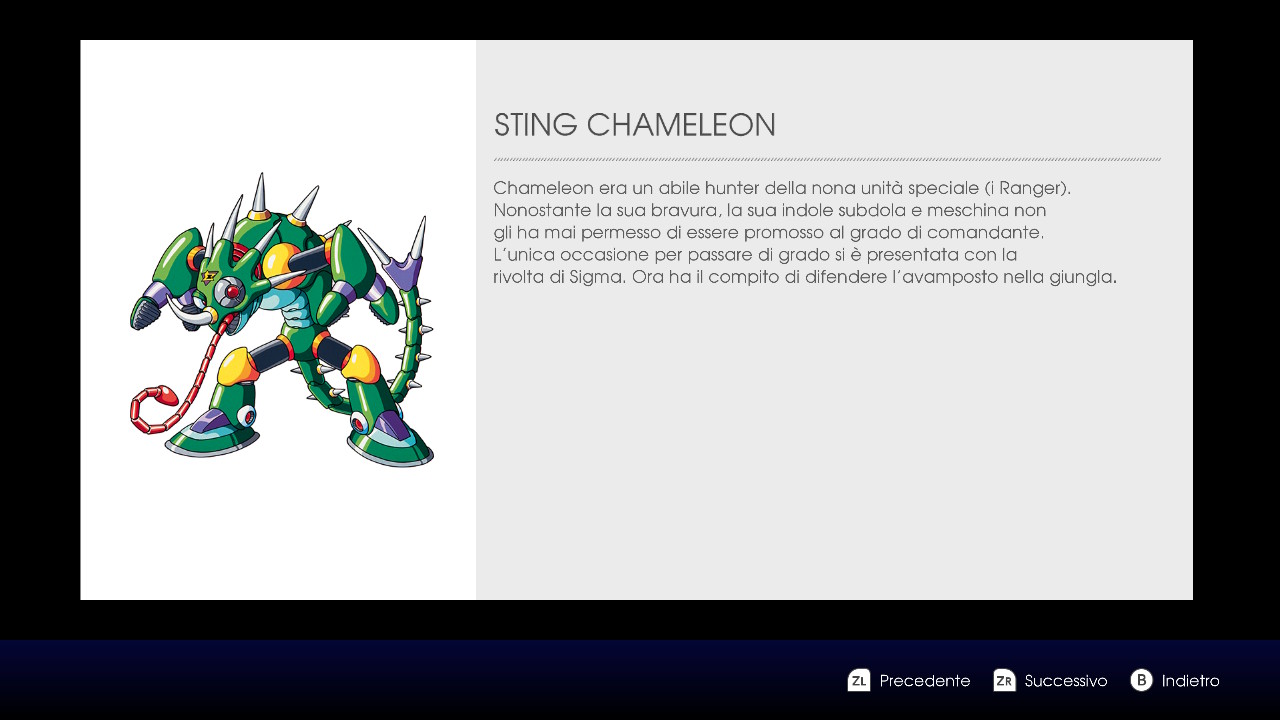 STING CHAMELEON
Chameleon era un abile hunter della nona unità speciale (i Ranger).
Nonostante la sua bravura, la sua indole subdola e meschina non
gli ha mai permesso di essere promosso al grado di comandante.
L'unica occasione per passare di grado si è presentata con la
rivolta di Sigma. Ora ha il compito di difendere l'avamposto nella giungla.
ZL Precedente ZR Successivo B Indietro